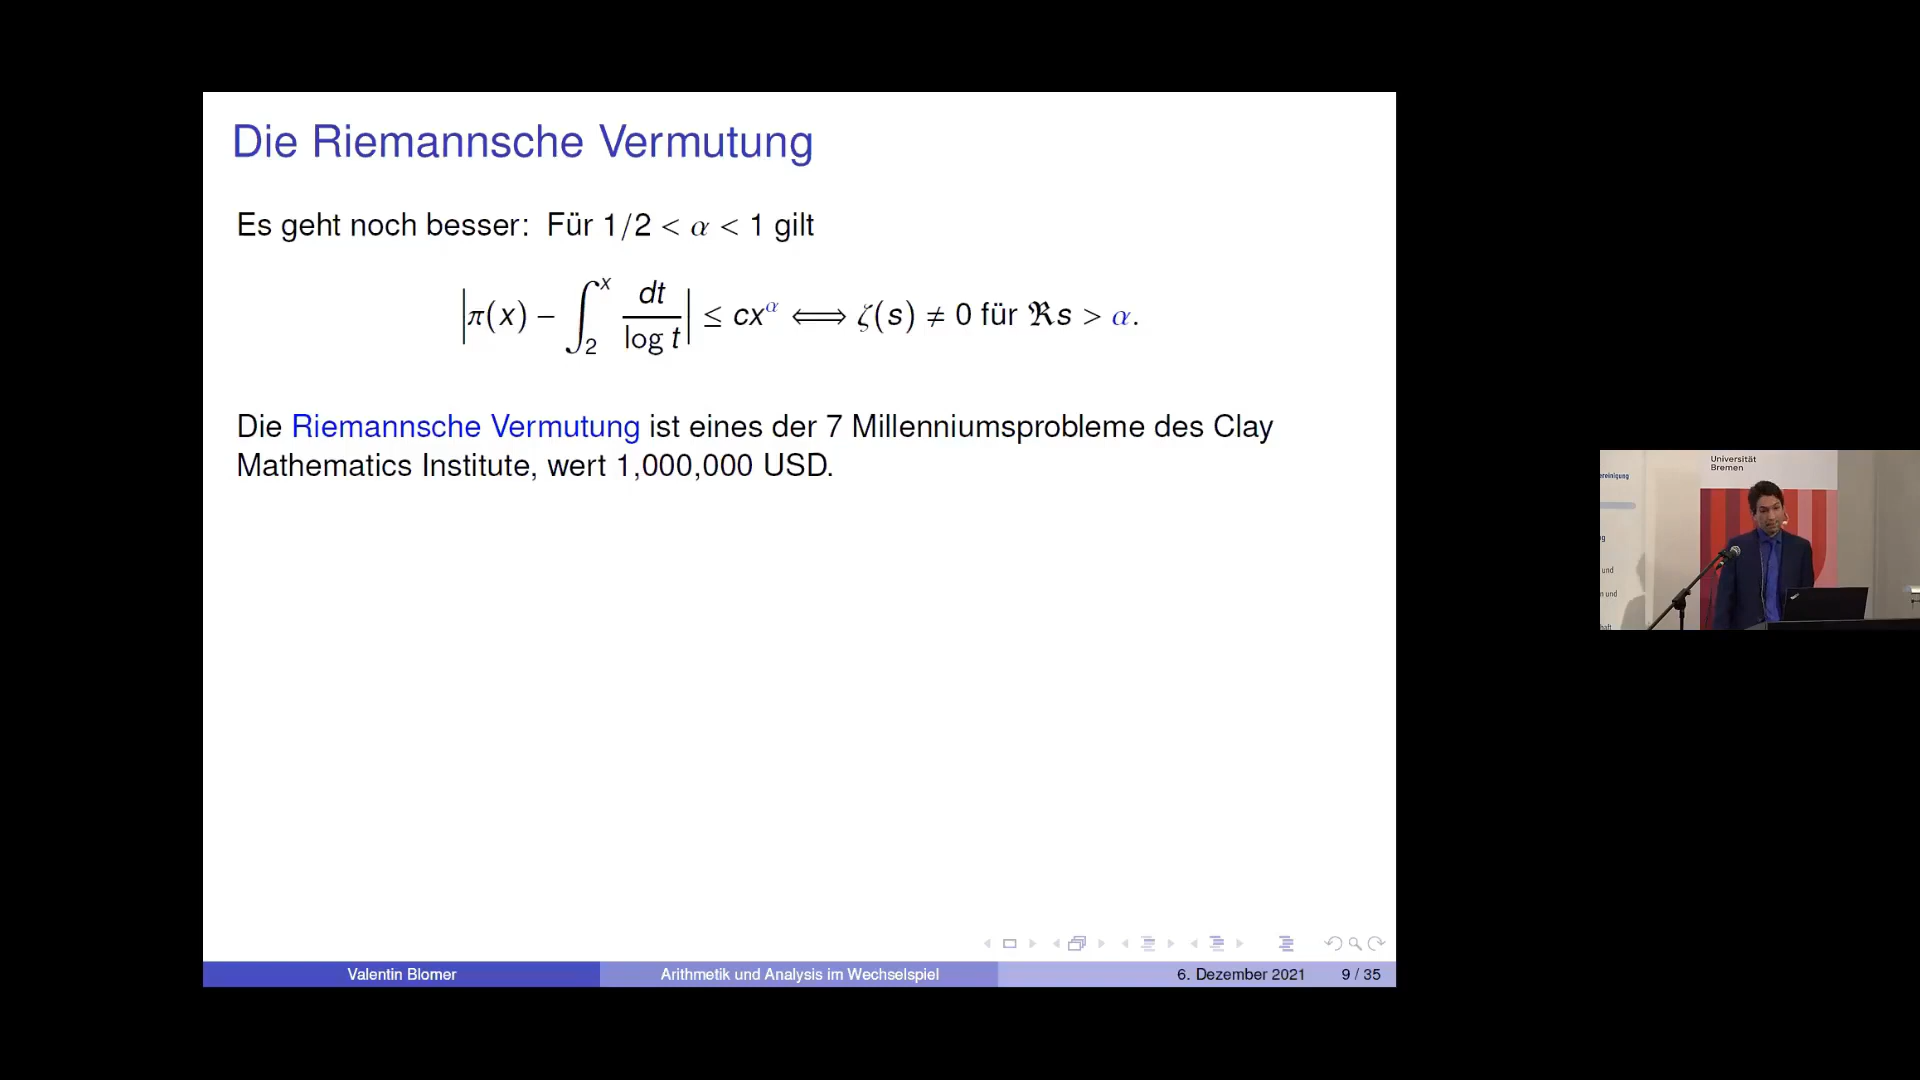 Die Riemannsche Vermutung
Es geht noch besser: Für 1/2 < α < 1 gilt
|π(x) − ∫₂ˣ dt / log t| ≤ cx^α ⟺ ζ(s) ≠ 0 für ℜs > α.
Die Riemannsche Vermutung ist eines der 7 Millenniumsprobleme des Clay
Mathematics Institute, wert 1,000,000 USD.
Valentin Blomer Arithmetik und Analysis im Wechselspiel 6. Dezember 2021 9 / 35
Universität
Bremen
und